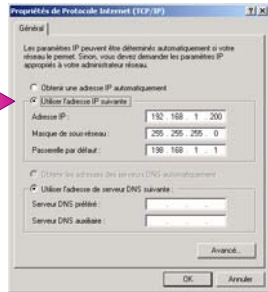 Propriétés de Protocole Internet (TCP/IP)
Général
Les paramètres IP peuvent être déterminés automatiquement si votre
réseau le permet. Sinon, vous devez demander les paramètres IP
appropriés à votre administrateur réseau.
Obtenir une adresse IP automatiquement
Utiliser l'adresse IP suivante :
Adresse IP : 192 . 168 . 1 . 200
Masque de sous-réseau : 255 . 255 . 255 . 0
Passerelle par défaut : 198 . 168 . 1 . 1
Obtenir les adresses des serveurs DNS automatiquement
Utiliser l'adresse de serveur DNS suivante :
Serveur DNS préféré :
Serveur DNS auxiliaire :
Avancé...
OK
Annuler